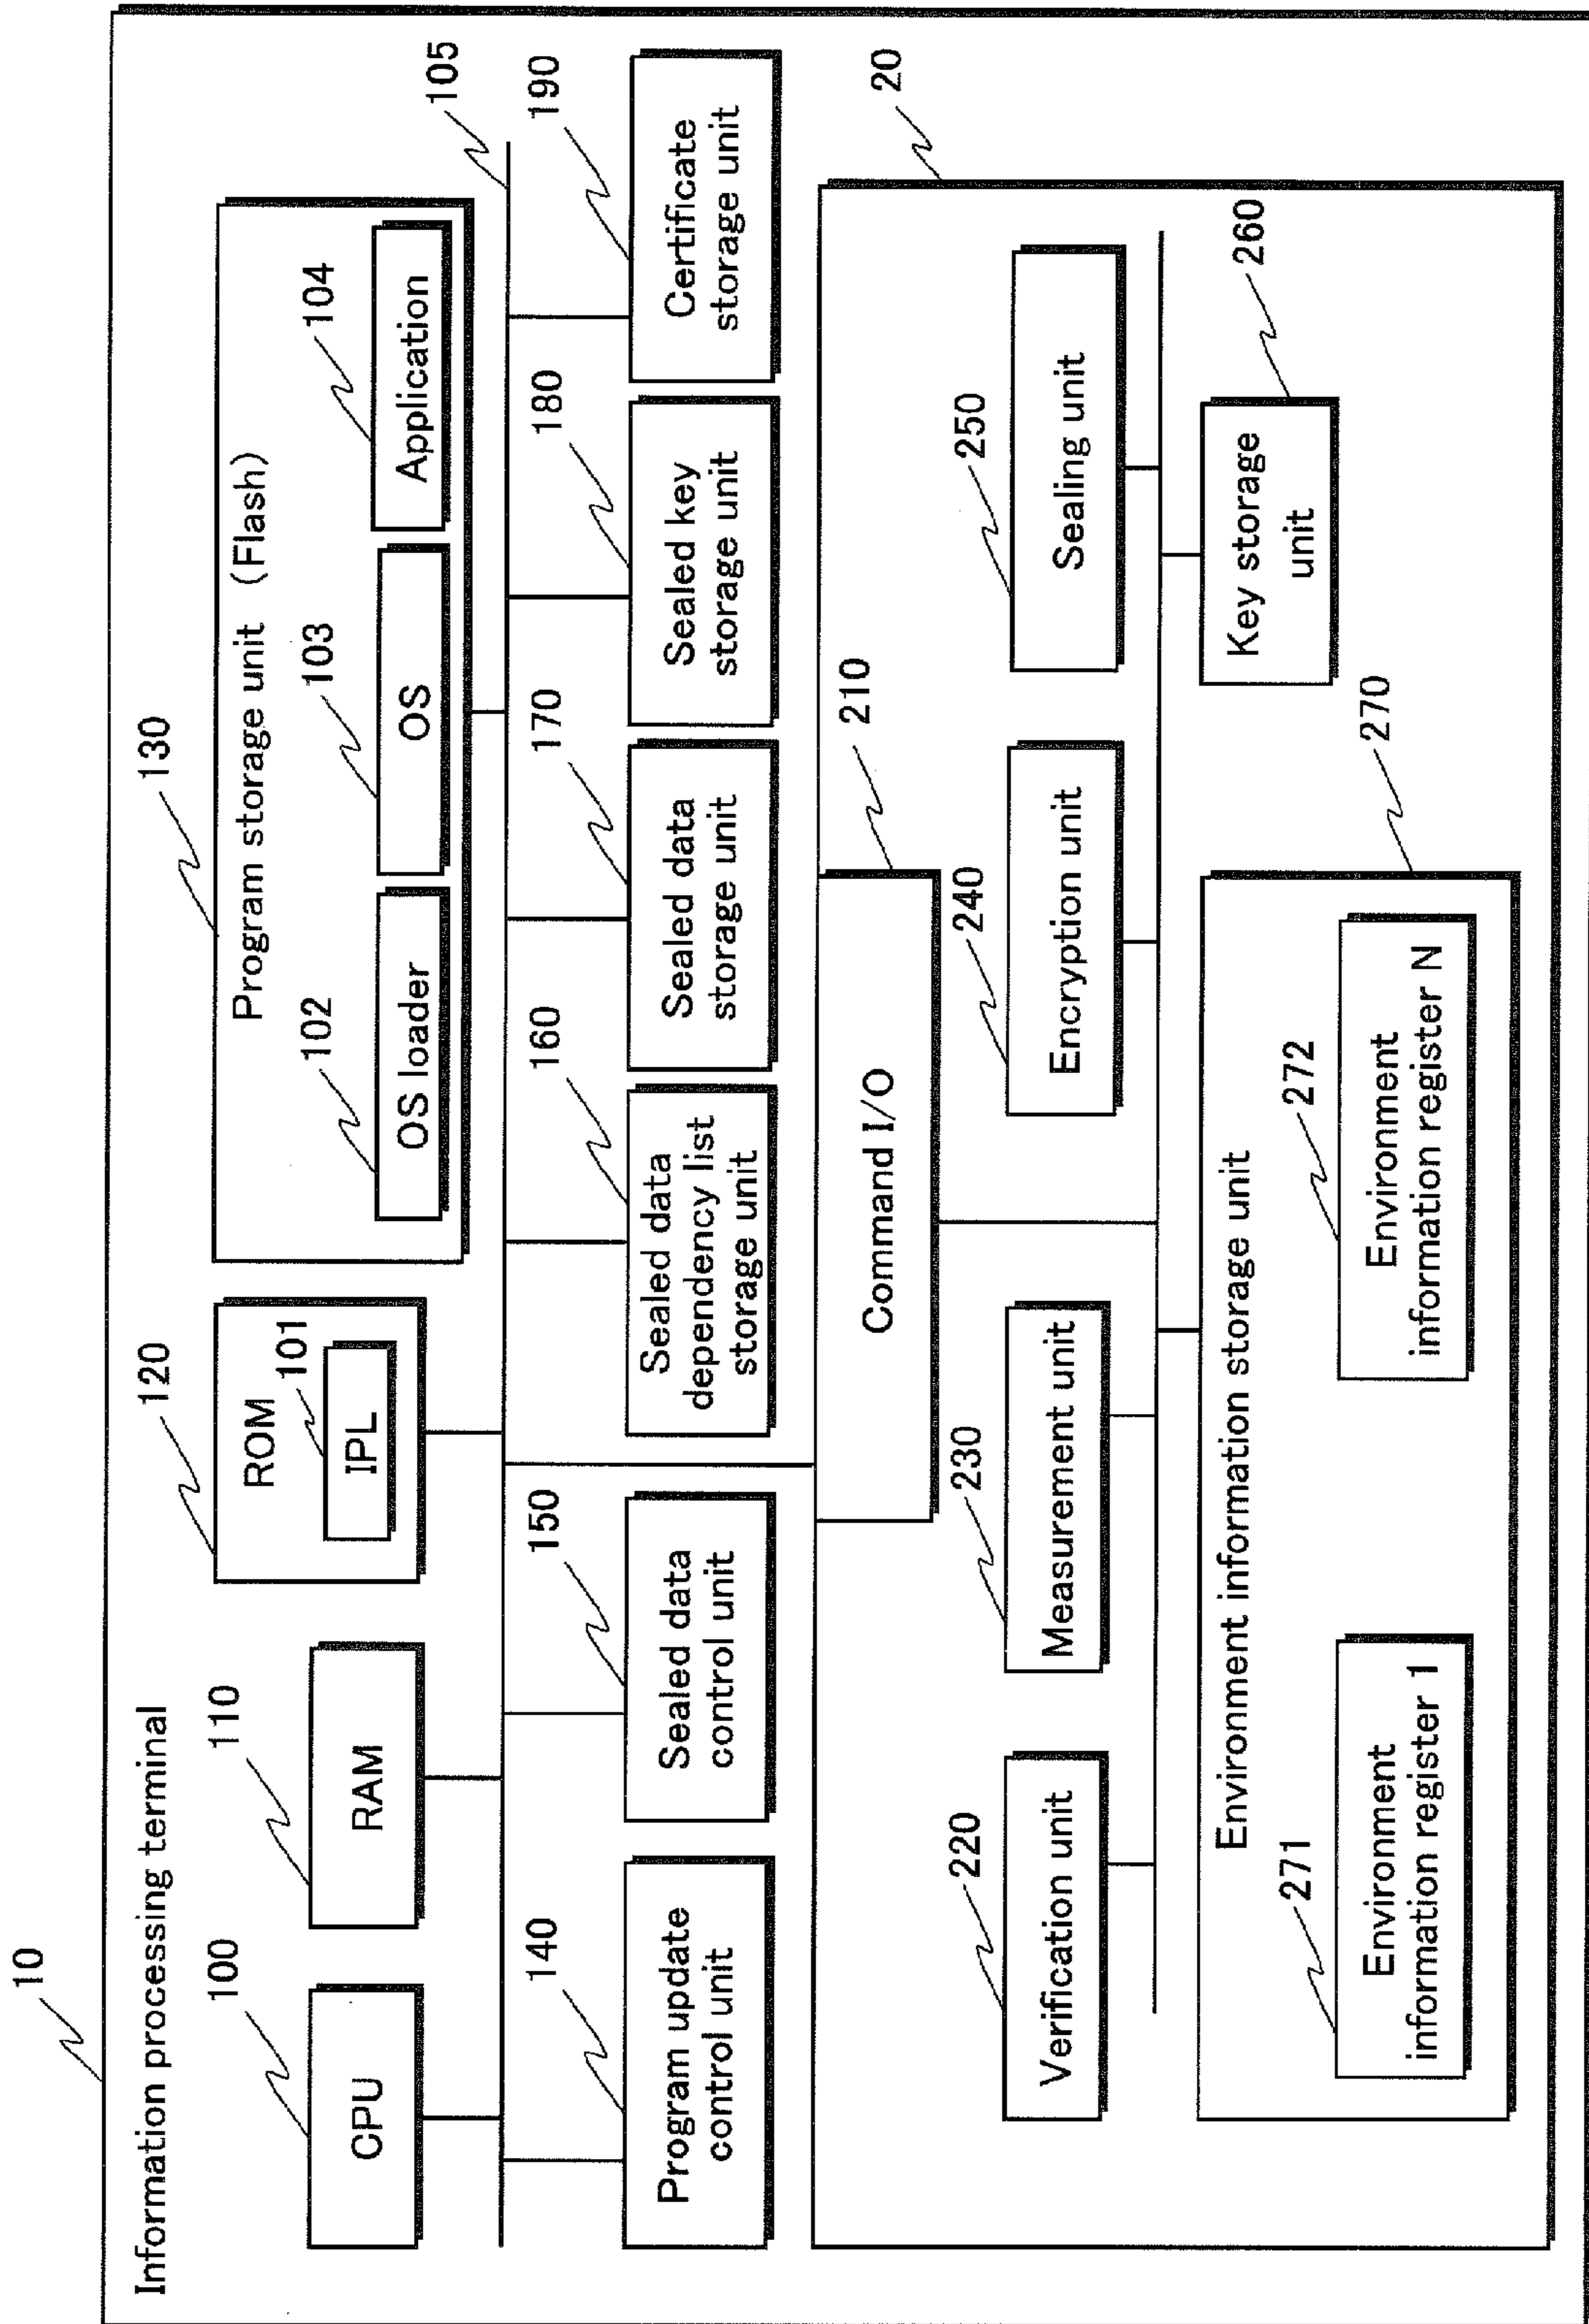 10
Information processing terminal
100
CPU
110
RAM
120
ROM
101
IPL
130
Program storage unit (Flash)
102
OS loader
103
OS
104
Application
105
140
Program update
control unit
150
Sealed data
control unit
160
Sealed data
dependency list
storage unit
170
Sealed data
storage unit
180
Sealed key
storage unit
190
Certificate
storage unit
20
210
Command I/O
220
Verification unit
230
Measurement unit
240
Encryption unit
250
Sealing unit
260
Key storage
unit
270
Environment information storage unit
271
Environment
information register 1
272
Environment
information register N